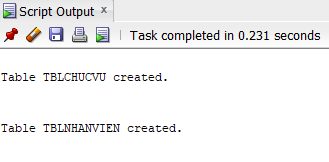 Script Output
Task completed in 0.231 seconds
Table TBLCHUCVU created.
Table TBLNHANVIEN created.